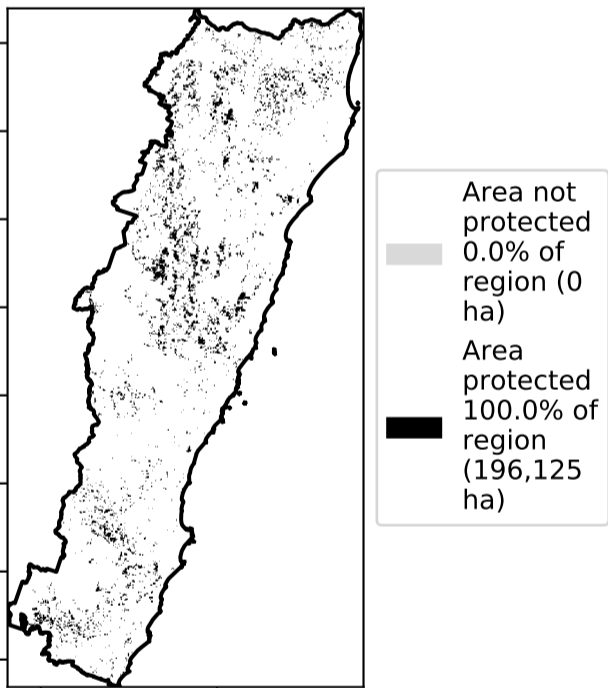 Area not
protected
0.0% of
region (0
ha)
Area
protected
100.0% of
region
(196,125
ha)